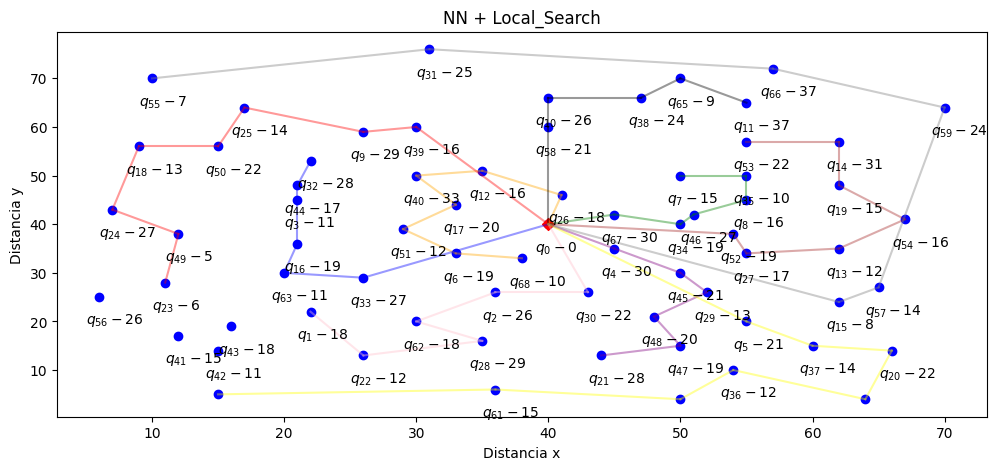 NN + Local_Search
Distancia y
70
60
50
40
30
20
10
q31 − 25
q66 − 37
q55 − 7
q65 − 9
q10 − 26
q38 − 24
q11 − 37
q59 − 24
q25 − 14
q9 − 29
q39 − 16
q58 − 21
q18 − 13
q50 − 22
q53 − 22
q14 − 31
q32 − 28
q12 − 16
q40 − 33
q7 − 15
q44 − 17
q19 − 15
q3 − 11
q26 − 18
q8 − 16
q24 − 27
q17 − 20
q67 − 30
q46 − 27
q54 − 16
q49 − 5
q51 − 12
q0 − 0
q34 − 19
q52 − 19
q16 − 19
q6 − 19
q68 − 10
q4 − 30
q27 − 17
q13 − 12
q63 − 11
q33 − 27
q45 − 21
q23 − 6
q56 − 26
q2 − 26
q30 − 22
q29 − 13
q15 − 8
q57 − 14
q1 − 18
q62 − 18
q43 − 18
q41 − 15
q28 − 29
q48 − 20
q5 − 21
q42 − 11
q22 − 12
q21 − 28
q47 − 19
q37 − 14
q20 − 22
q61 − 15
q36 − 12
10
20
30
40
50
60
70
Distancia x